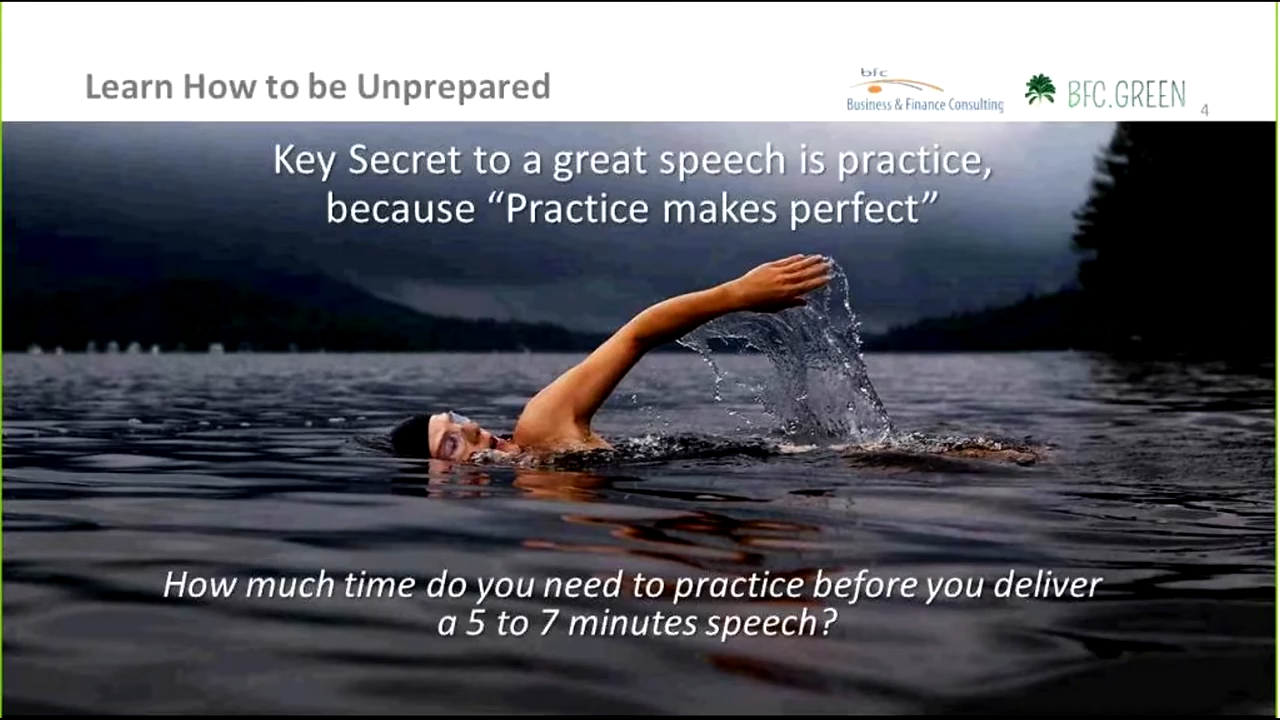 Learn How to be Unprepared
bfc
Business & Finance Consulting
BFC.GREEN
4
Key Secret to a great speech is practice,
because “Practice makes perfect”
How much time do you need to practice before you deliver
a 5 to 7 minutes speech?